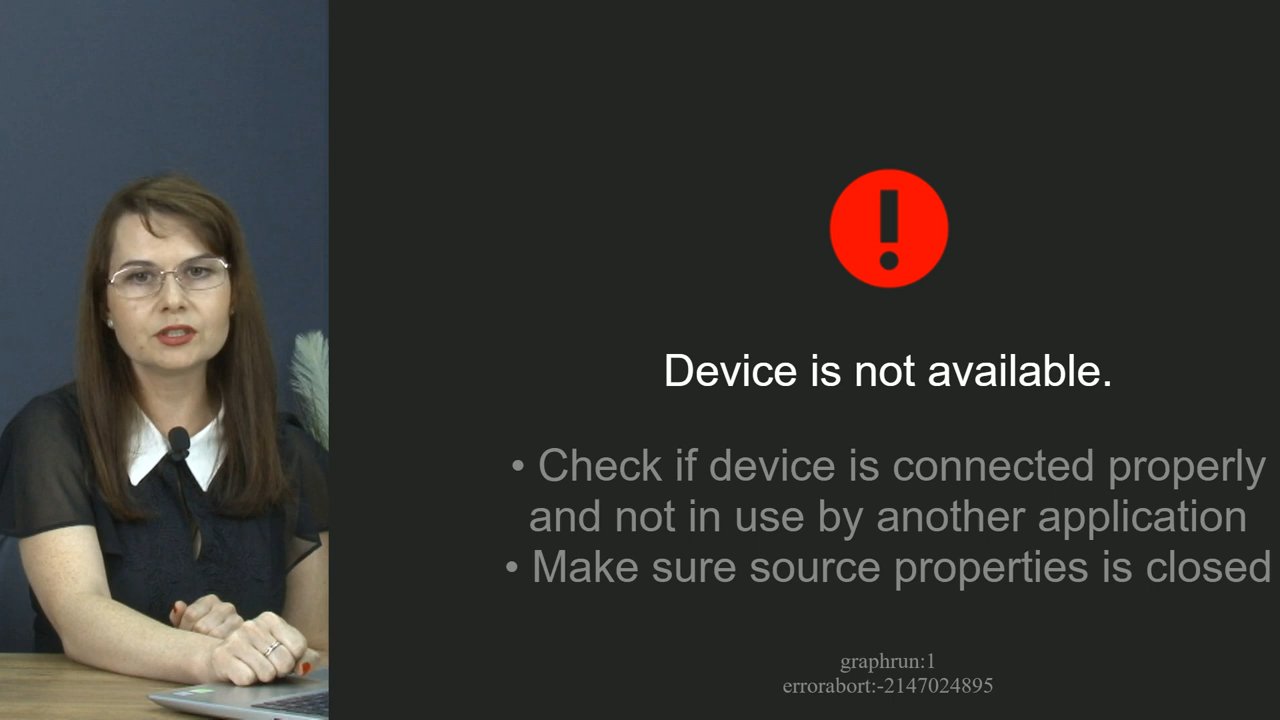 Device is not available.
• Check if device is connected properly
and not in use by another application
• Make sure source properties is closed
graphrun:1
errorabort:-2147024895